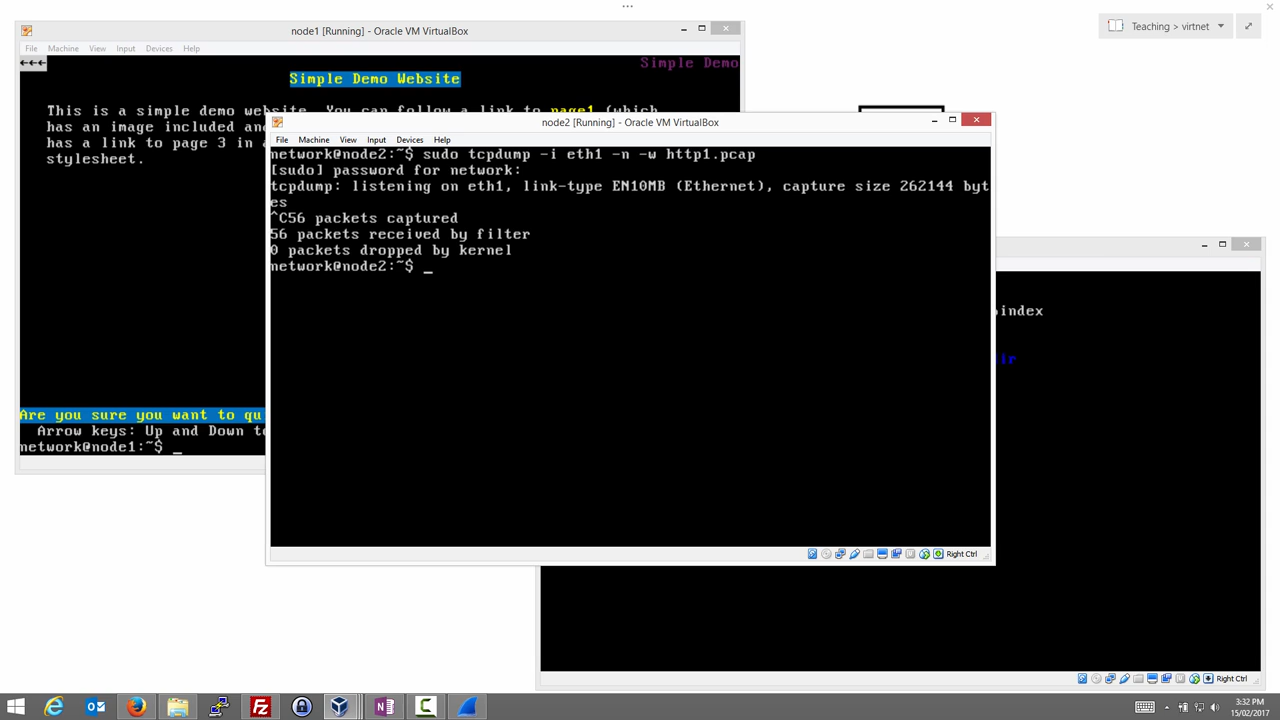 Teaching > virtnet
node1 [Running] - Oracle VM VirtualBox
File Machine View Input Devices Help
←←← Simple Demo
Simple Demo Website
This is a simple demo website. You can follow a link to page1 (which
has an image included an
has a link to page 3 in a
stylesheet.
Are you sure you want to qu
Arrow keys: Up and Down t
network@node1:~$ _
node2 [Running] - Oracle VM VirtualBox
File Machine View Input Devices Help
network@node2:~$ sudo tcpdump -i eth1 -n -w http1.pcap
[sudo] password for network:
tcpdump: listening on eth1, link-type EN10MB (Ethernet), capture size 262144 byt
es
^C56 packets captured
56 packets received by filter
0 packets dropped by kernel
network@node2:~$ _
Right Ctrl
index
ir
Right Ctrl
3:32 PM
15/02/2017